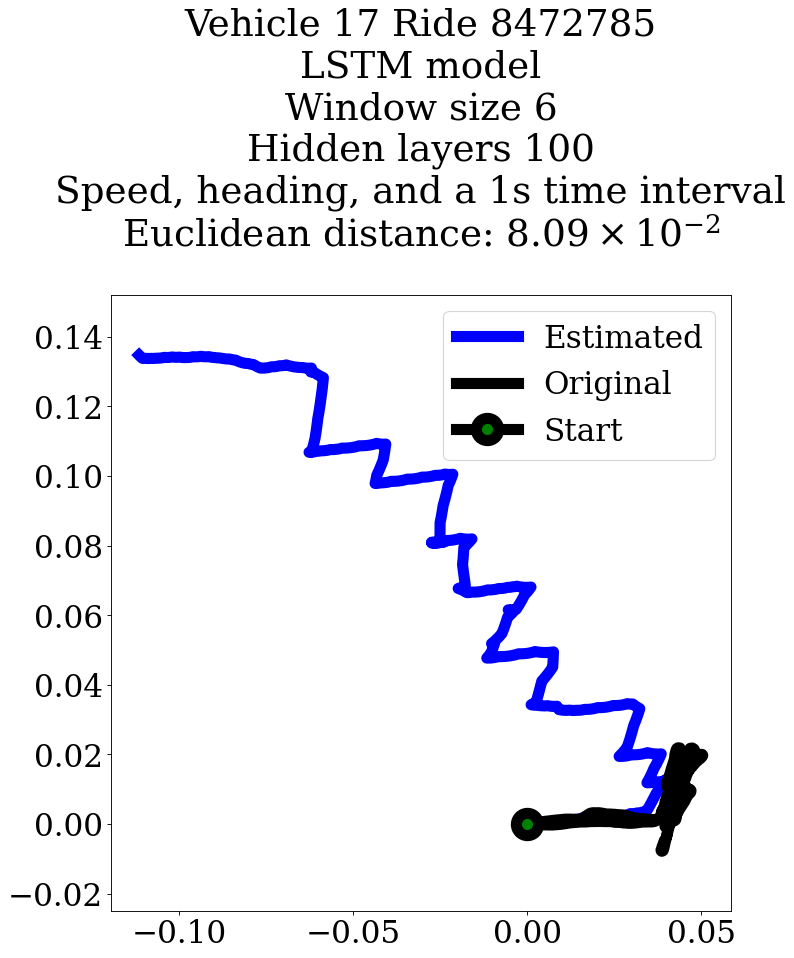 Vehicle 17 Ride 8472785
LSTM model
Window size 6
Hidden layers 100
Speed, heading, and a 1s time interval
Euclidean distance: 8.09 × 10⁻²
Estimated
Original
Start
0.14
0.12
0.10
0.08
0.06
0.04
0.02
0.00
−0.02
−0.10 −0.05 0.00 0.05